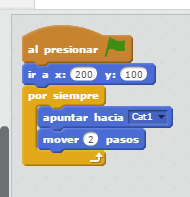 al presionar
ir a x: 200 y: 100
por siempre
apuntar hacia Cat1
mover 2 pasos